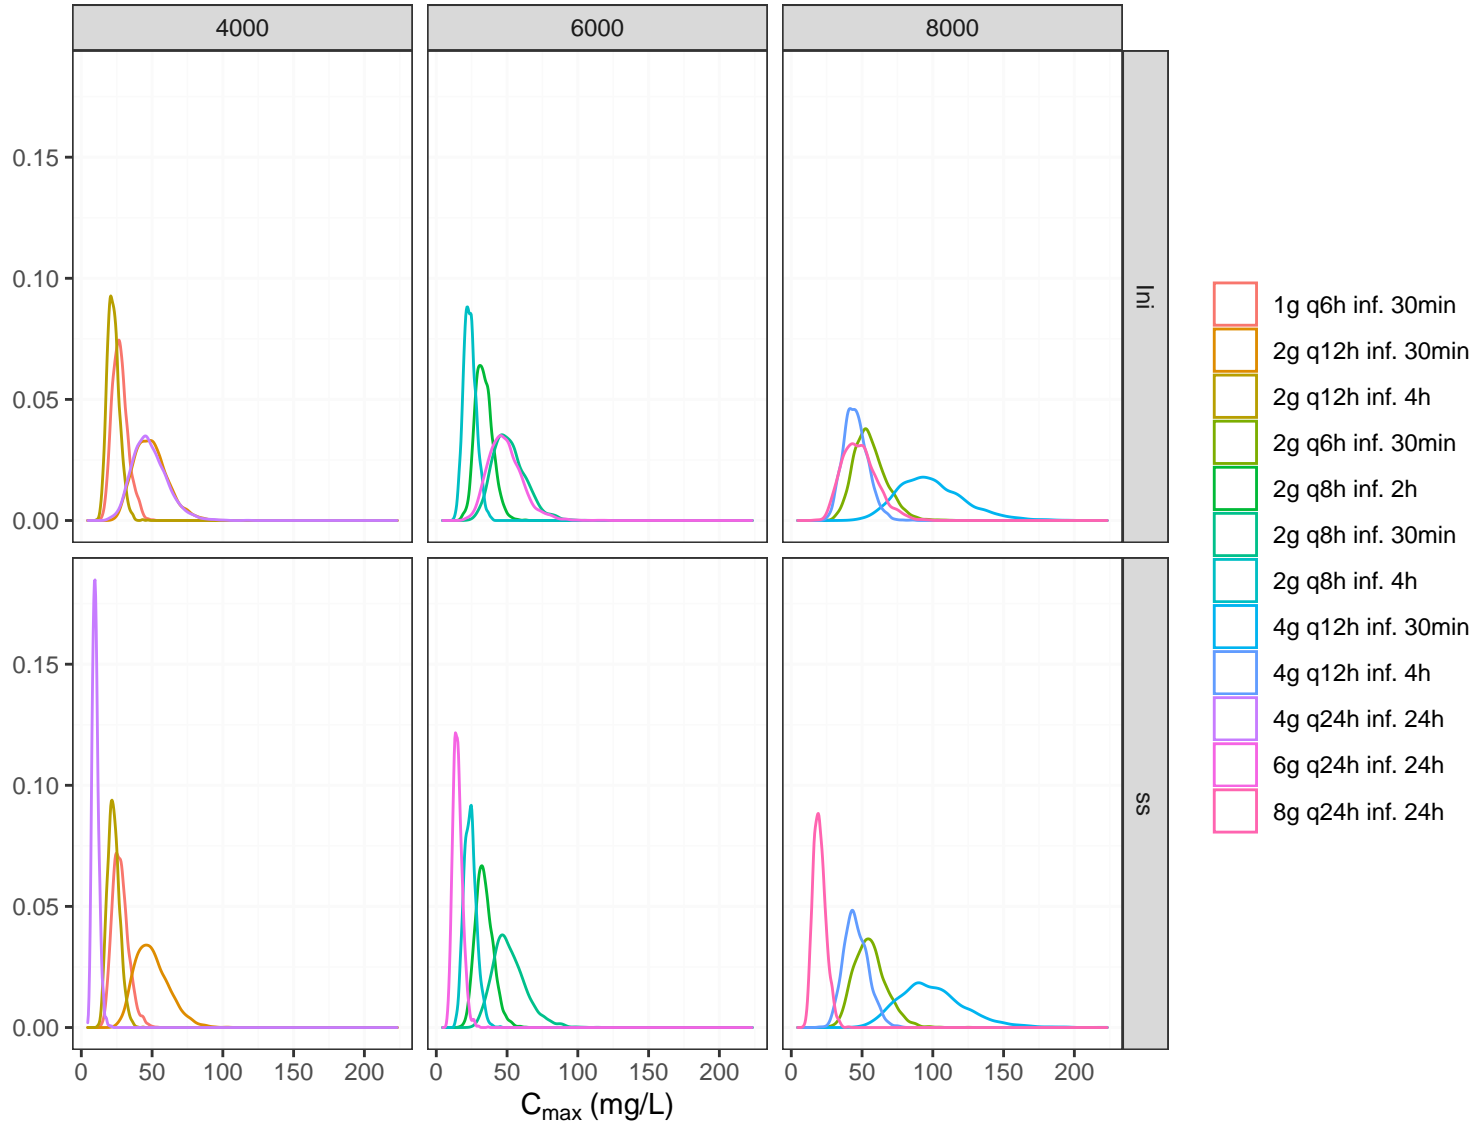 4000
6000
8000
0.15
0.10
0.05
0.00
Ini
0.15
0.10
0.05
0.00
ss
0 50 100 150 200
0 50 100 150 200
0 50 100 150 200
Cmax (mg/L)
1g q6h inf. 30min
2g q12h inf. 30min
2g q12h inf. 4h
2g q6h inf. 30min
2g q8h inf. 2h
2g q8h inf. 30min
2g q8h inf. 4h
4g q12h inf. 30min
4g q12h inf. 4h
4g q24h inf. 24h
6g q24h inf. 24h
8g q24h inf. 24h